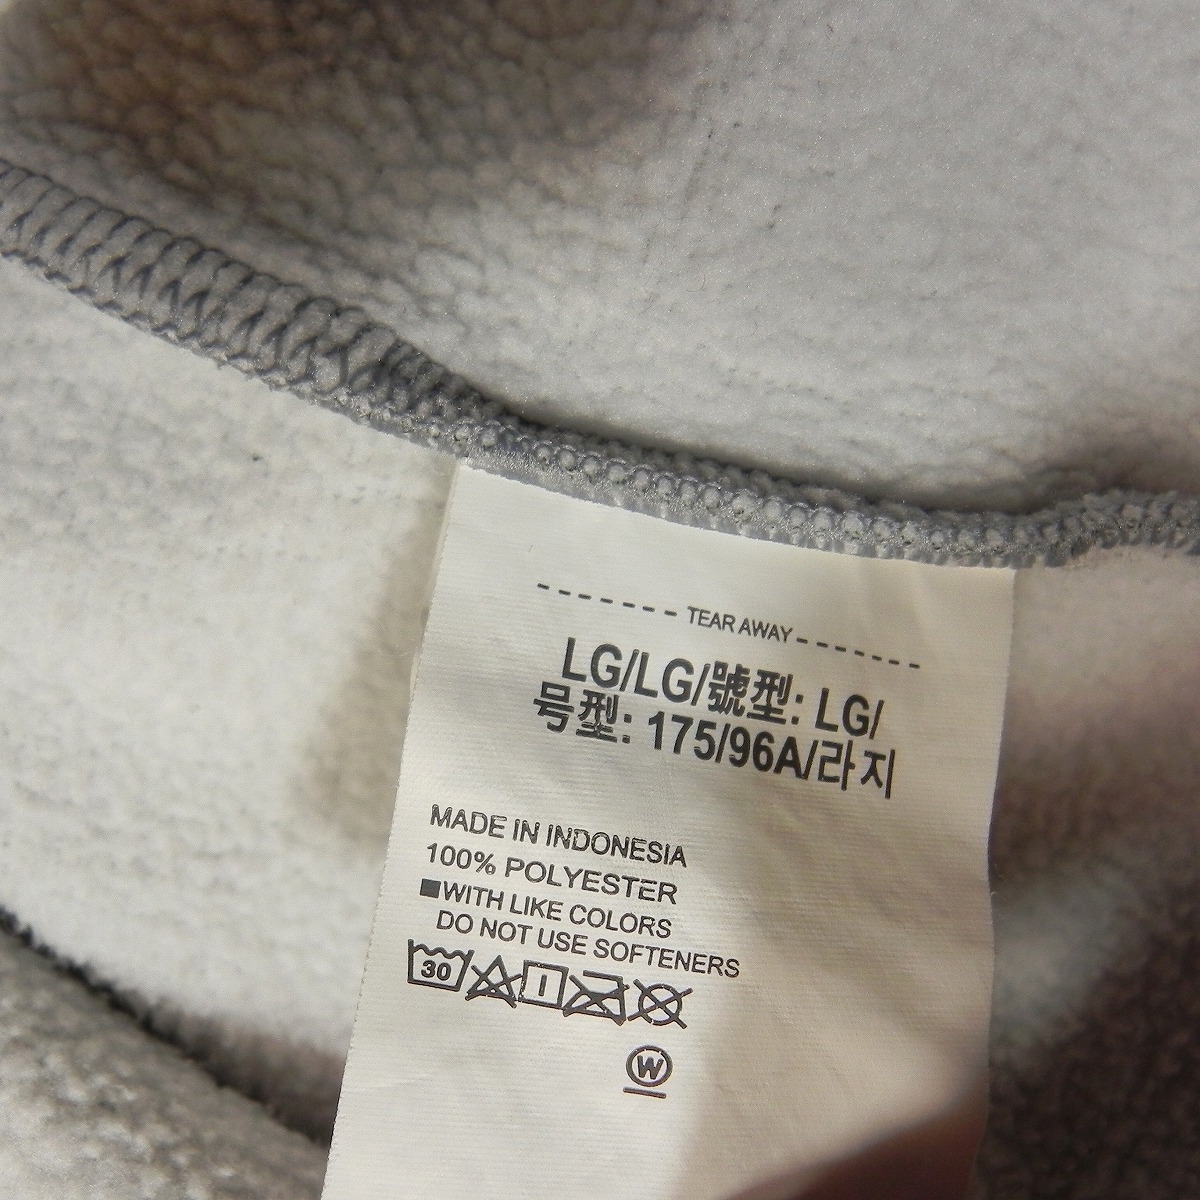 TEAR AWAY
LG/LG/號型: LG/
号型: 175/96A/라지
MADE IN INDONESIA
100% POLYESTER
WITH LIKE COLORS
DO NOT USE SOFTENERS
30
W